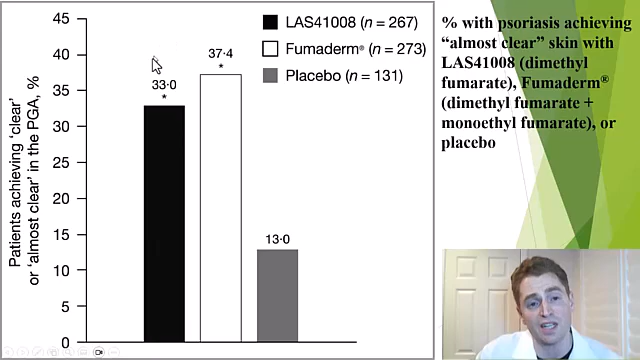 LAS41008 (n = 267)
Fumaderm® (n = 273)
Placebo (n = 131)
Patients achieving 'clear'
or 'almost clear' in the PGA, %
45
40
35
30
25
20
15
10
5
0
33·0
*
37·4
*
13·0
% with psoriasis achieving
“almost clear” skin with
LAS41008 (dimethyl
fumarate), Fumaderm®
(dimethyl fumarate +
monoethyl fumarate), or
placebo